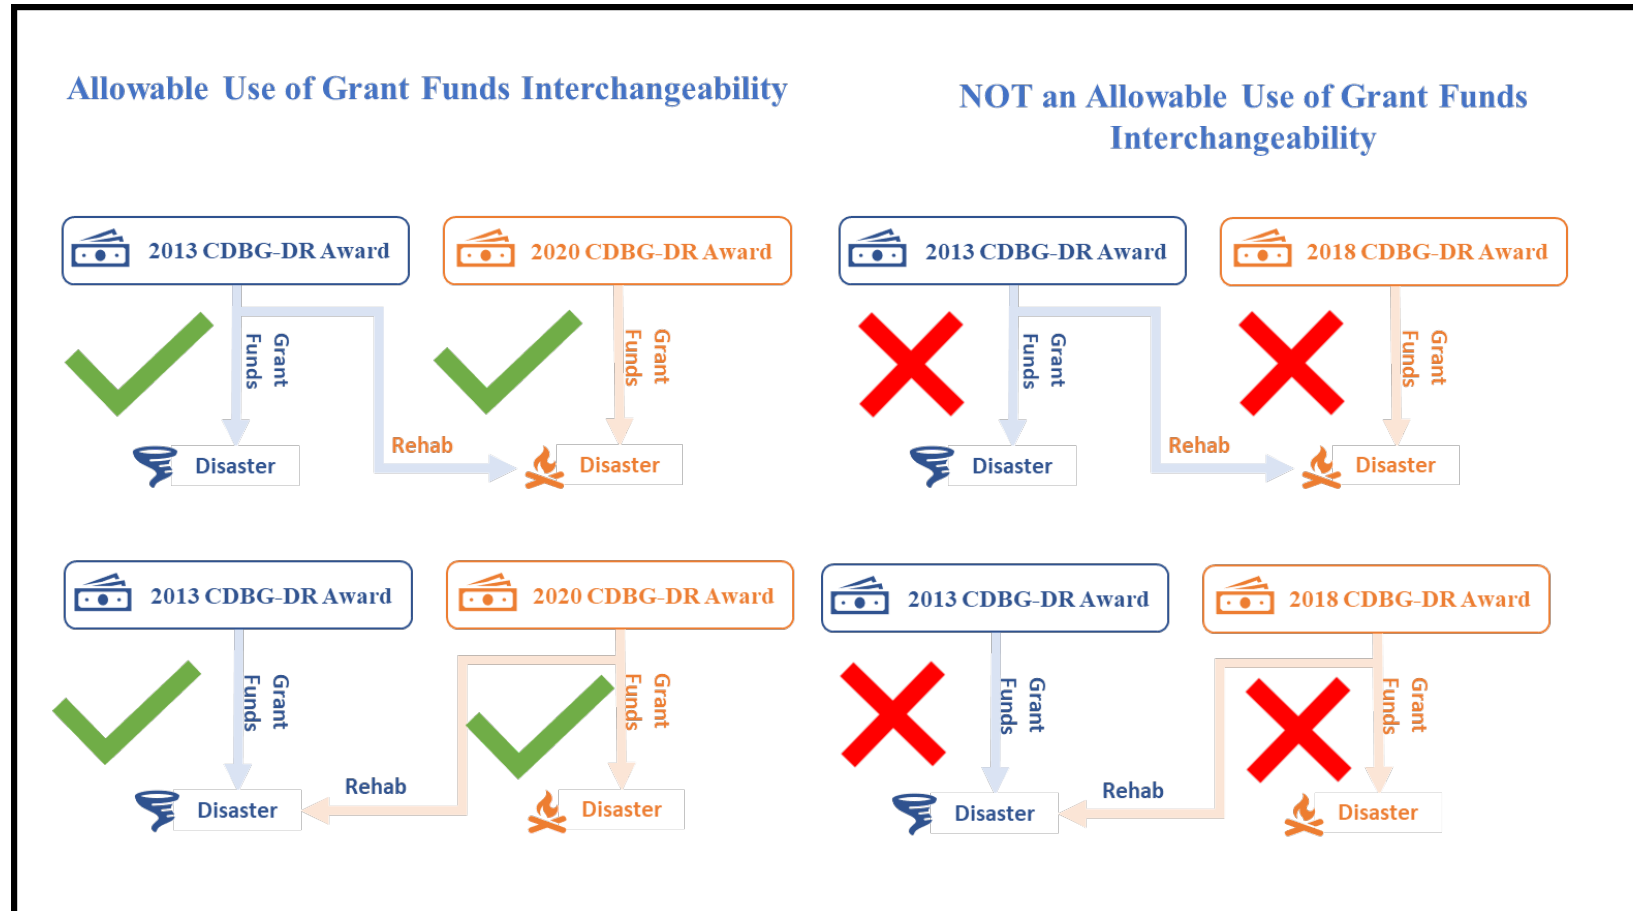 Allowable Use of Grant Funds Interchangeability
NOT an Allowable Use of Grant Funds
Interchangeability
2013 CDBG-DR Award
2020 CDBG-DR Award
Grant
Funds
Grant
Funds
Rehab
Disaster
Disaster
2013 CDBG-DR Award
2018 CDBG-DR Award
Grant
Funds
Grant
Funds
Rehab
Disaster
Disaster
2013 CDBG-DR Award
2020 CDBG-DR Award
Grant
Funds
Grant
Funds
Rehab
Disaster
Disaster
2013 CDBG-DR Award
2018 CDBG-DR Award
Grant
Funds
Grant
Funds
Rehab
Disaster
Disaster